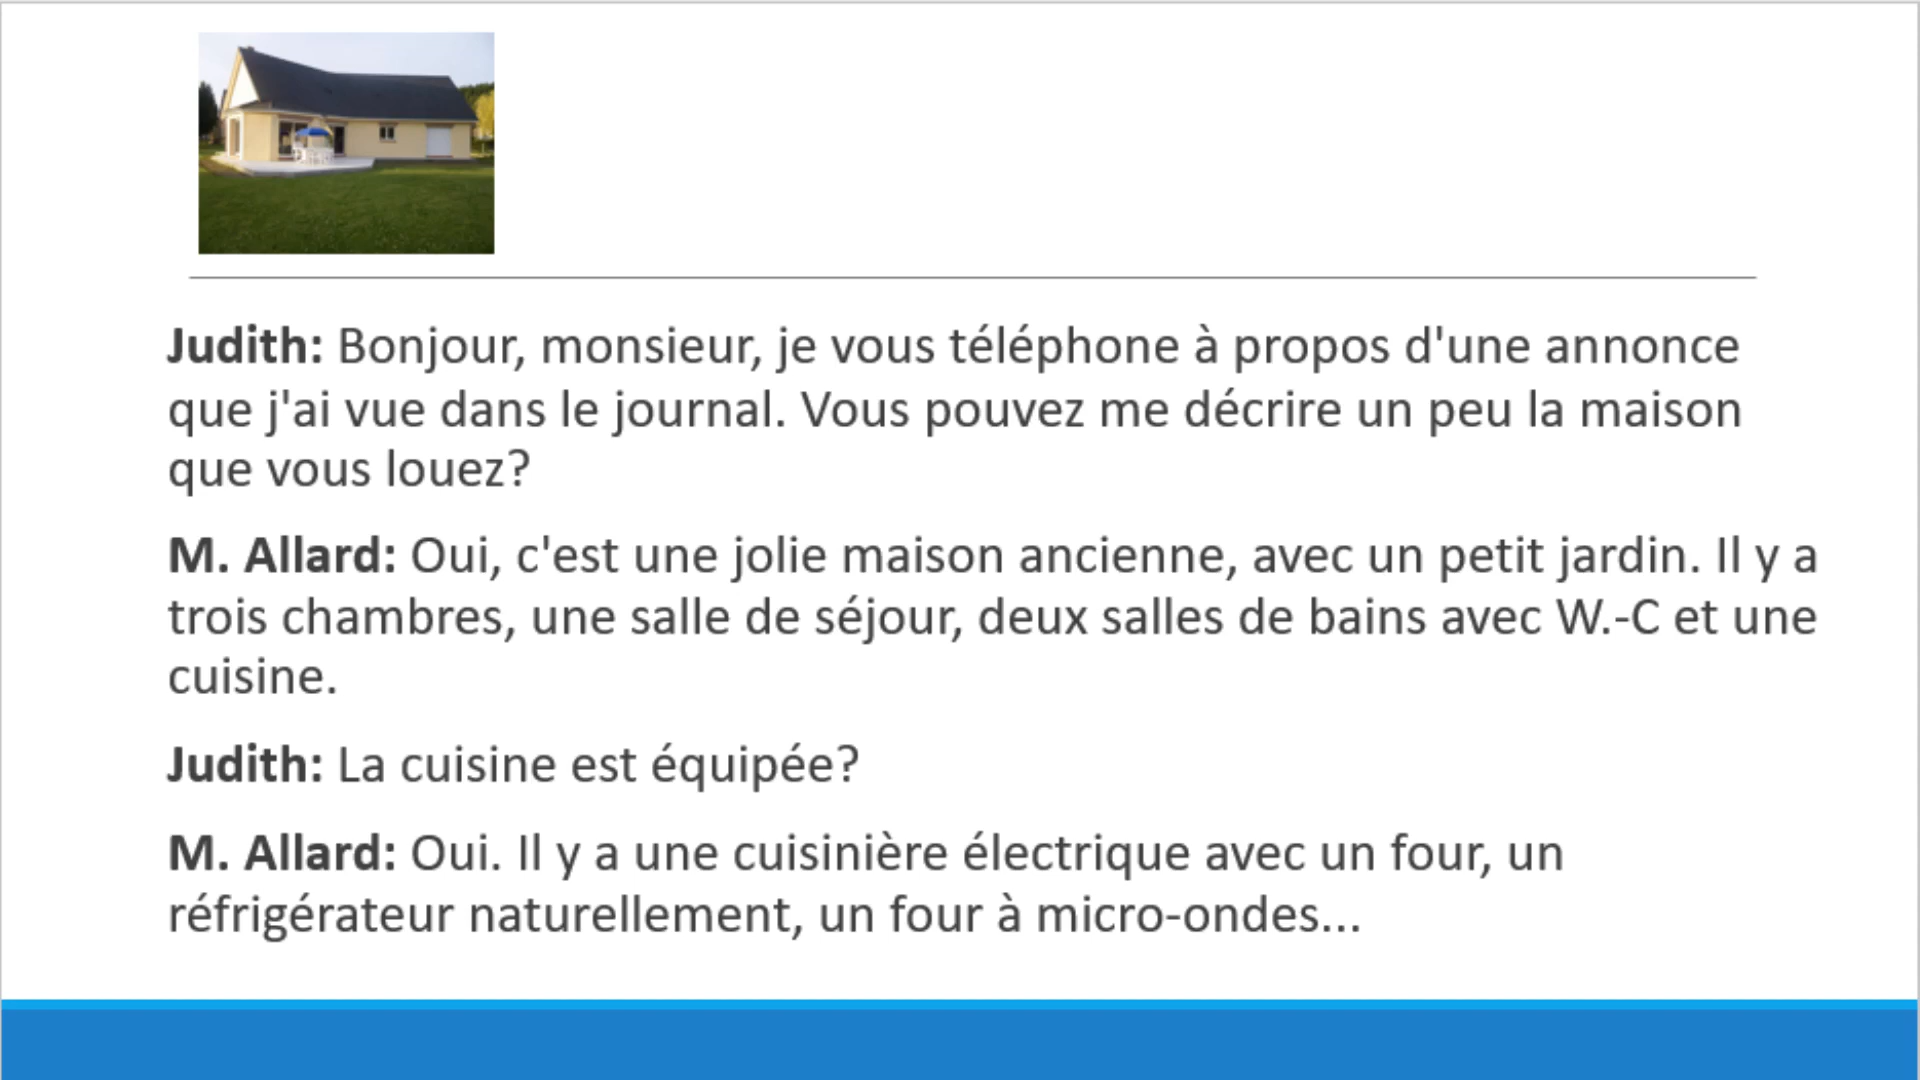 Judith: Bonjour, monsieur, je vous téléphone à propos d'une annonce
que j'ai vue dans le journal. Vous pouvez me décrire un peu la maison
que vous louez?
M. Allard: Oui, c'est une jolie maison ancienne, avec un petit jardin. Il y a
trois chambres, une salle de séjour, deux salles de bains avec W.-C et une
cuisine.
Judith: La cuisine est équipée?
M. Allard: Oui. Il y a une cuisinière électrique avec un four, un
réfrigérateur naturellement, un four à micro-ondes...